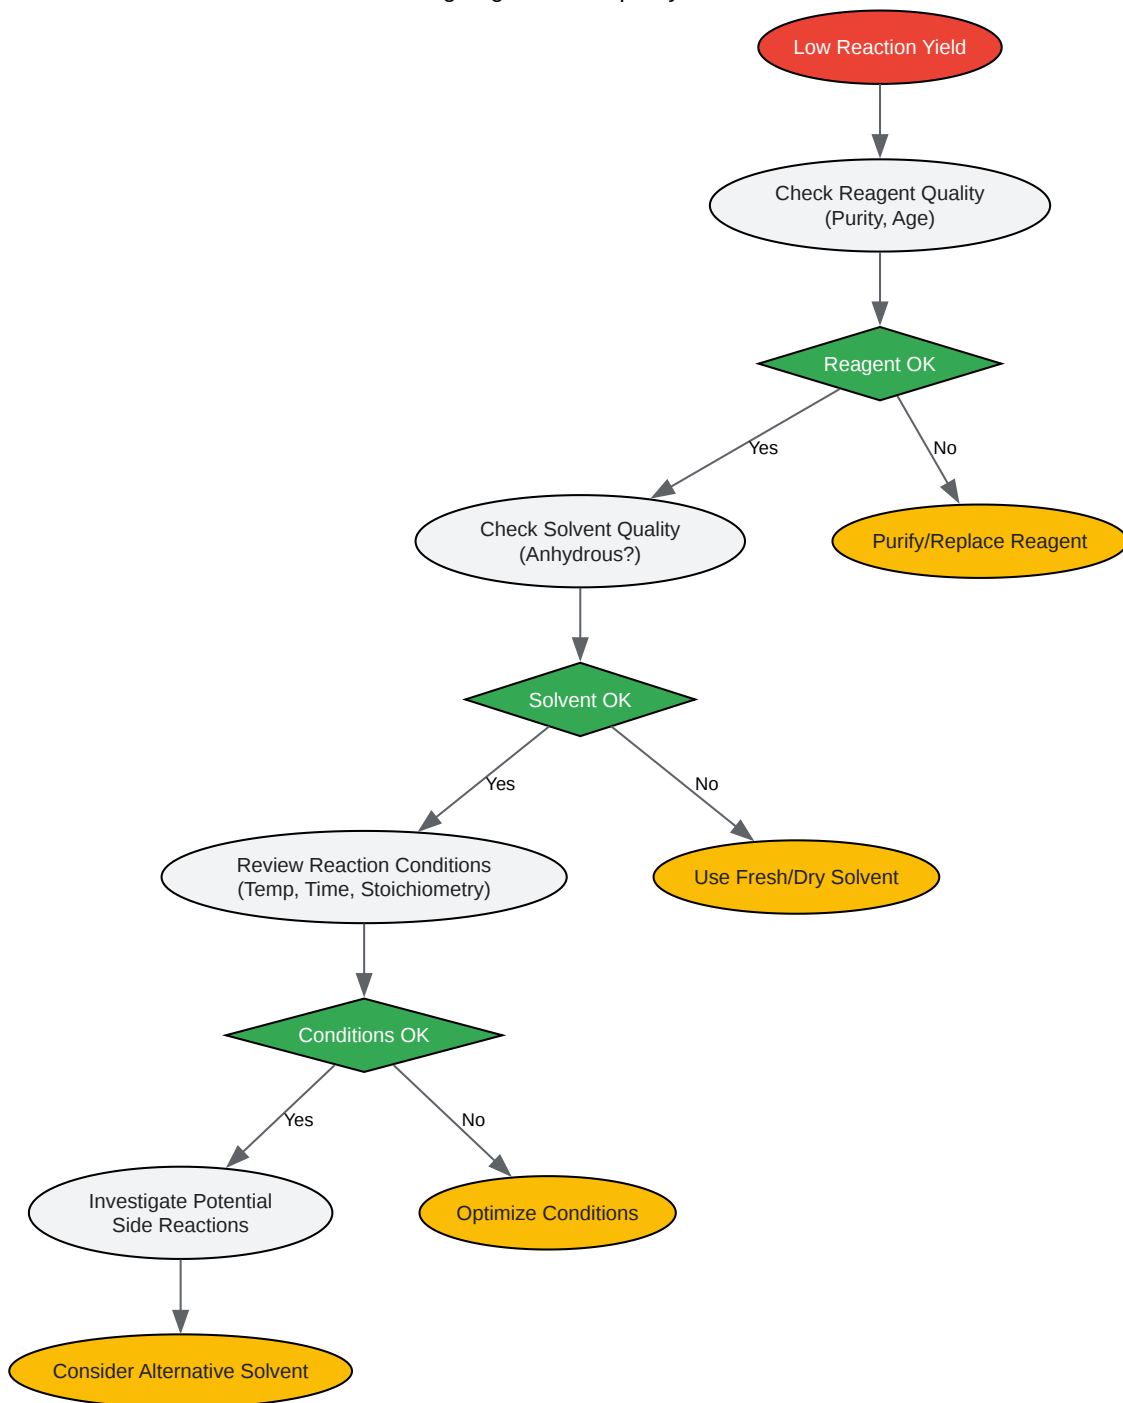 Low Reaction Yield
Check Reagent Quality
(Purity, Age)
Reagent OK
Yes
No
Check Solvent Quality
(Anhydrous?)
Purify/Replace Reagent
Solvent OK
Yes
No
Review Reaction Conditions
(Temp, Time, Stoichiometry)
Use Fresh/Dry Solvent
Conditions OK
Yes
No
Investigate Potential
Side Reactions
Optimize Conditions
Consider Alternative Solvent